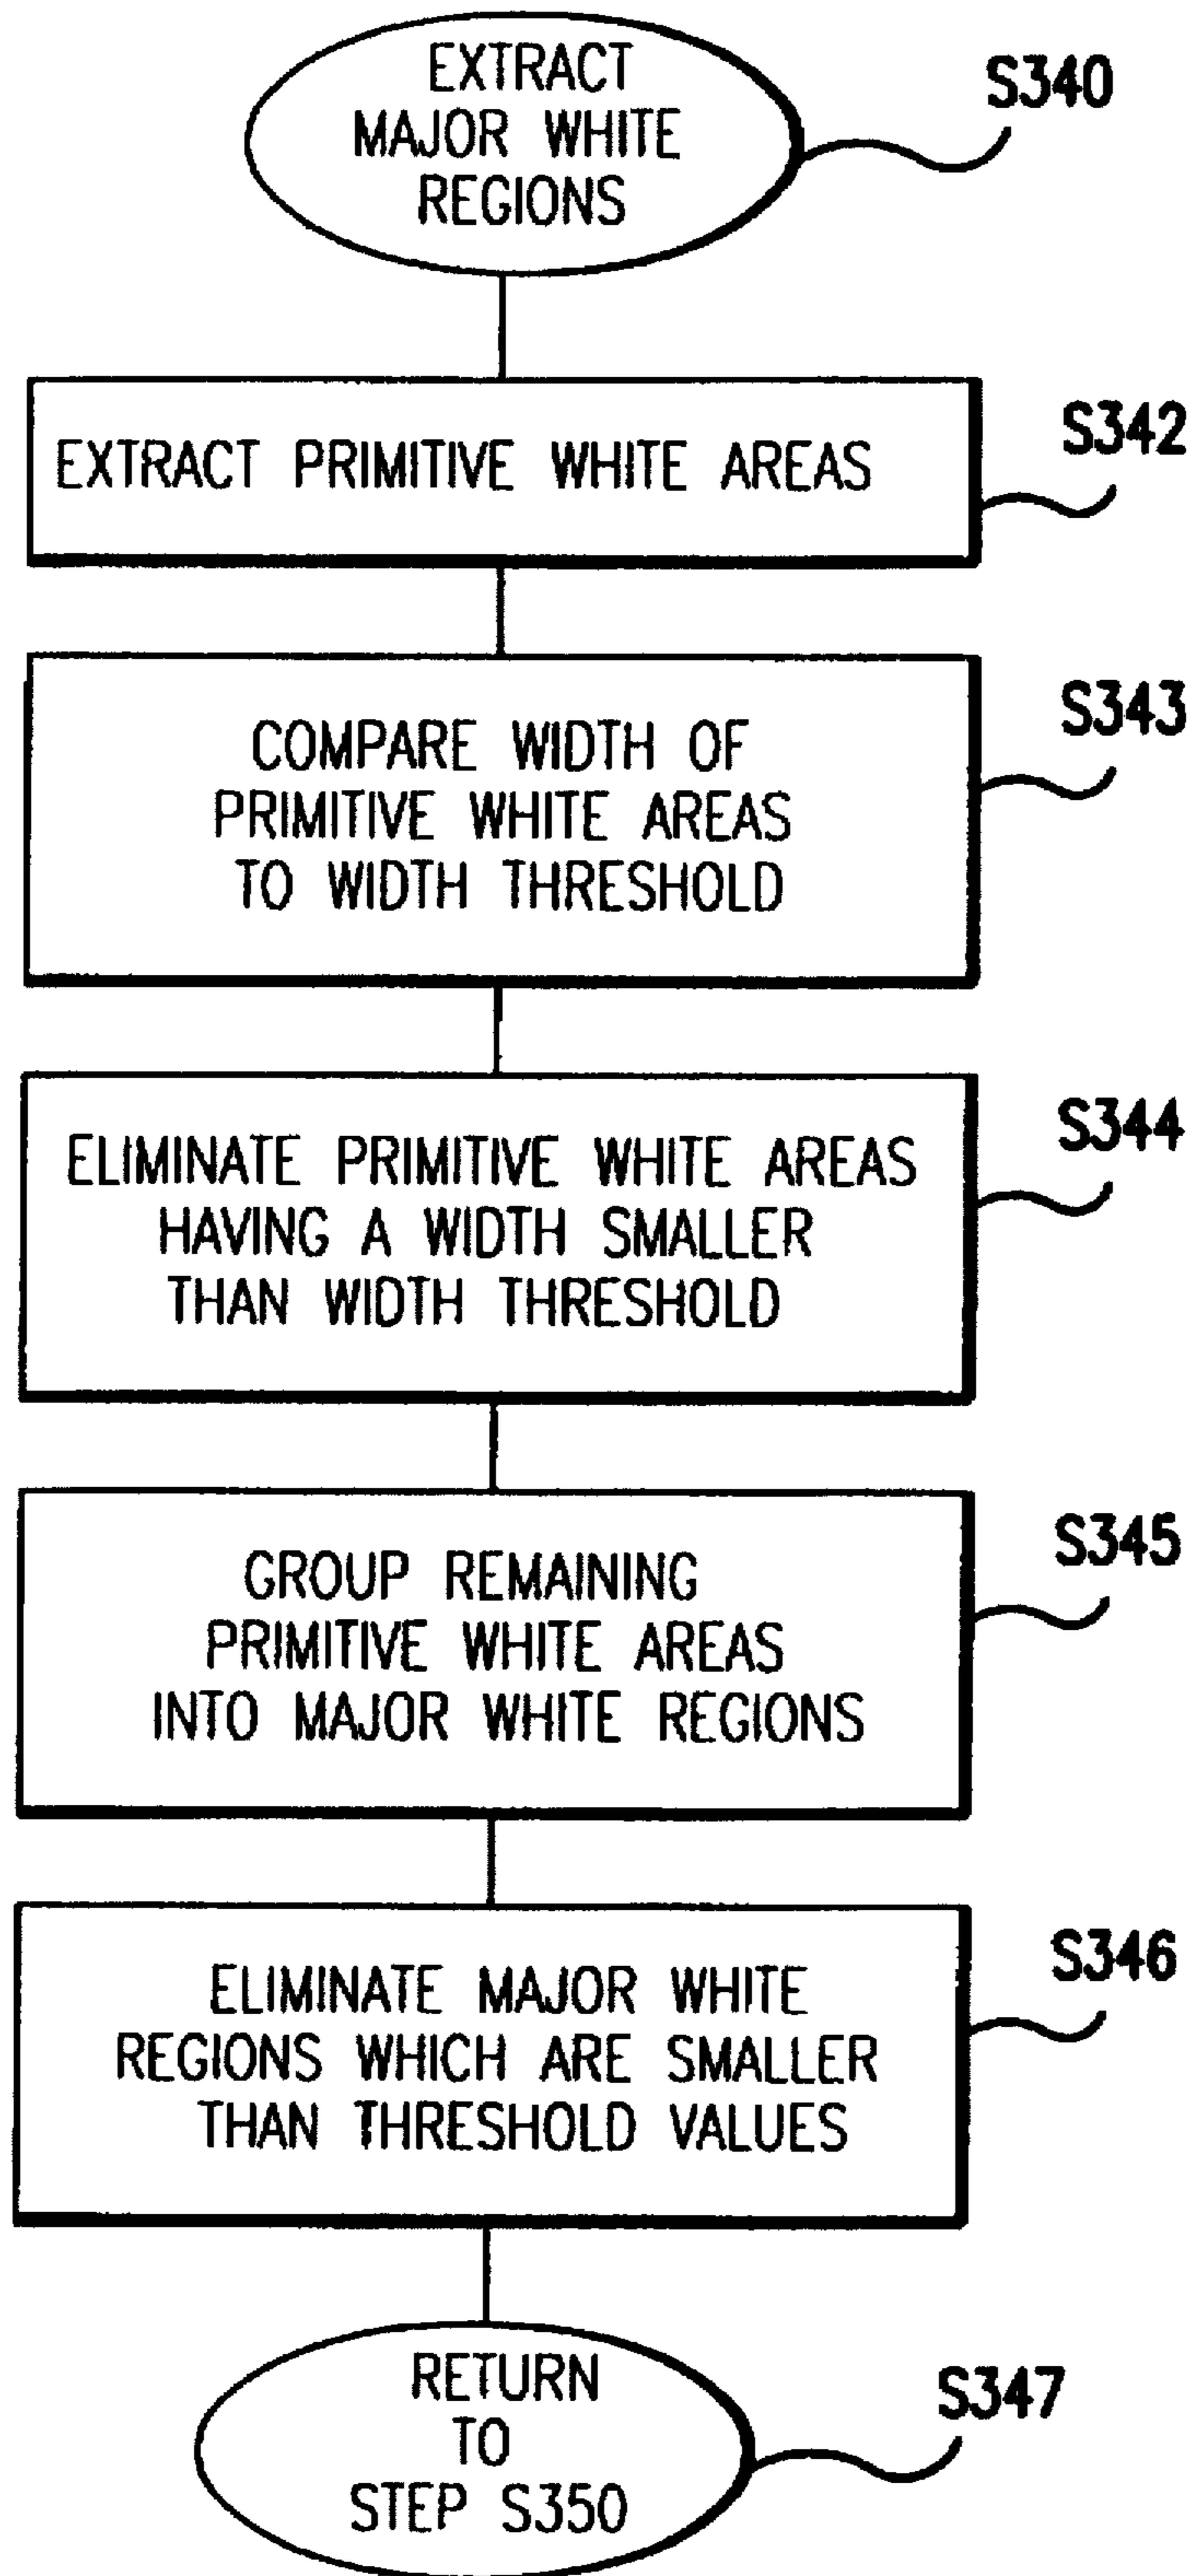 EXTRACT
MAJOR WHITE
REGIONS
S340
EXTRACT PRIMITIVE WHITE AREAS
S342
COMPARE WIDTH OF
PRIMITIVE WHITE AREAS
TO WIDTH THRESHOLD
S343
ELIMINATE PRIMITIVE WHITE AREAS
HAVING A WIDTH SMALLER
THAN WIDTH THRESHOLD
S344
GROUP REMAINING
PRIMITIVE WHITE AREAS
INTO MAJOR WHITE REGIONS
S345
ELIMINATE MAJOR WHITE
REGIONS WHICH ARE SMALLER
THAN THRESHOLD VALUES
S346
RETURN
TO
STEP S350
S347